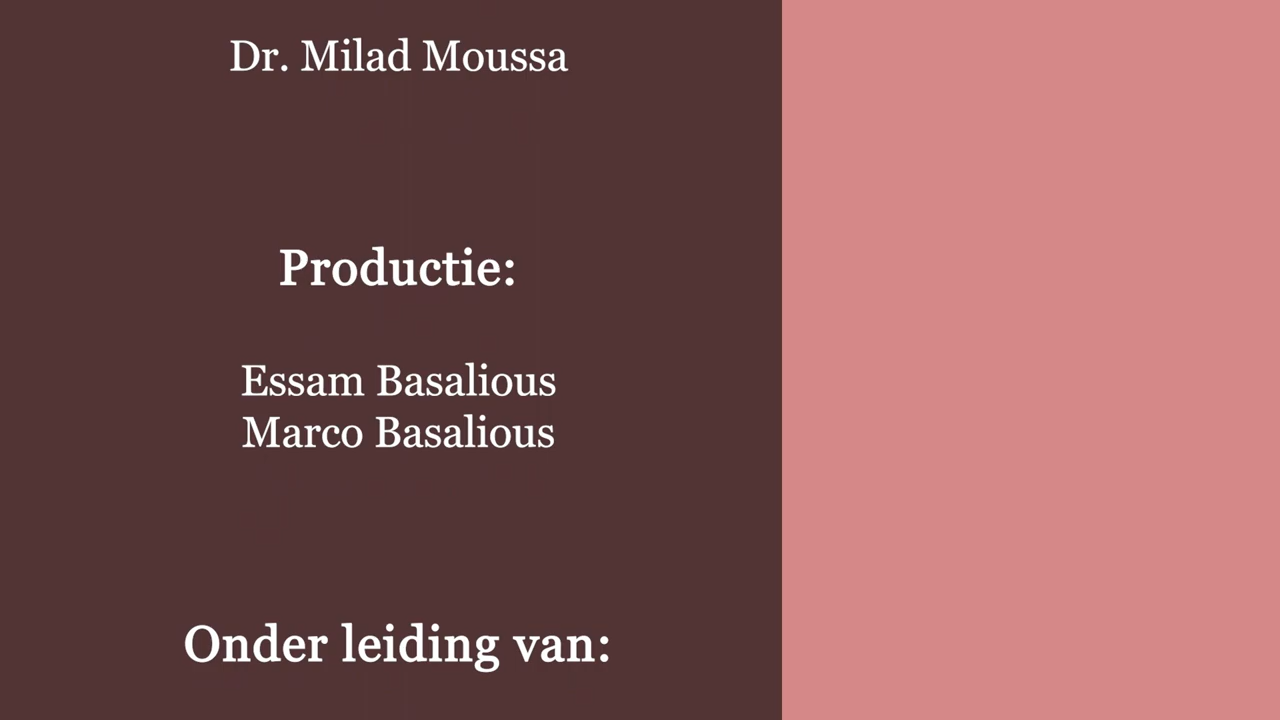 Dr. Milad Moussa
Productie:
Essam Basalious
Marco Basalious
Onder leiding van: